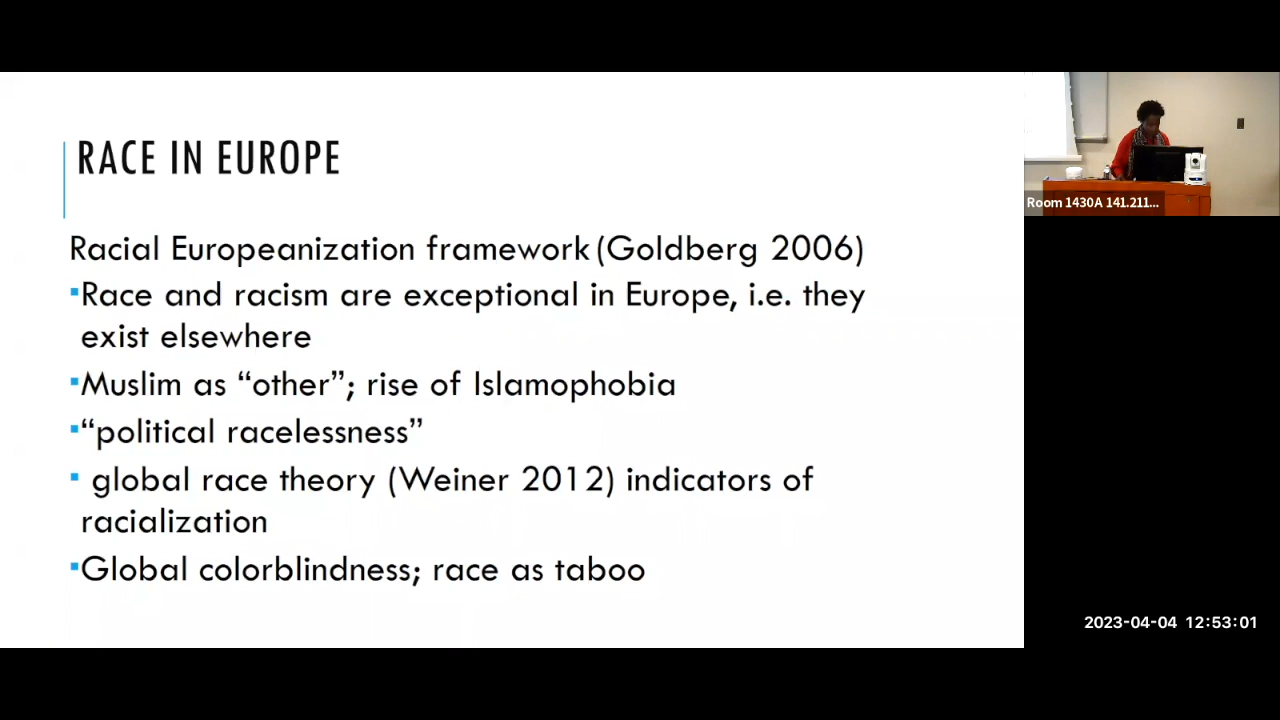 RACE IN EUROPE
Racial Europeanization framework (Goldberg 2006)
▪Race and racism are exceptional in Europe, i.e. they
exist elsewhere
▪Muslim as “other”; rise of Islamophobia
▪“political racelessness”
▪ global race theory (Weiner 2012) indicators of
racialization
▪Global colorblindness; race as taboo
Room 1430A 141.211...
2023-04-04 12:53:01